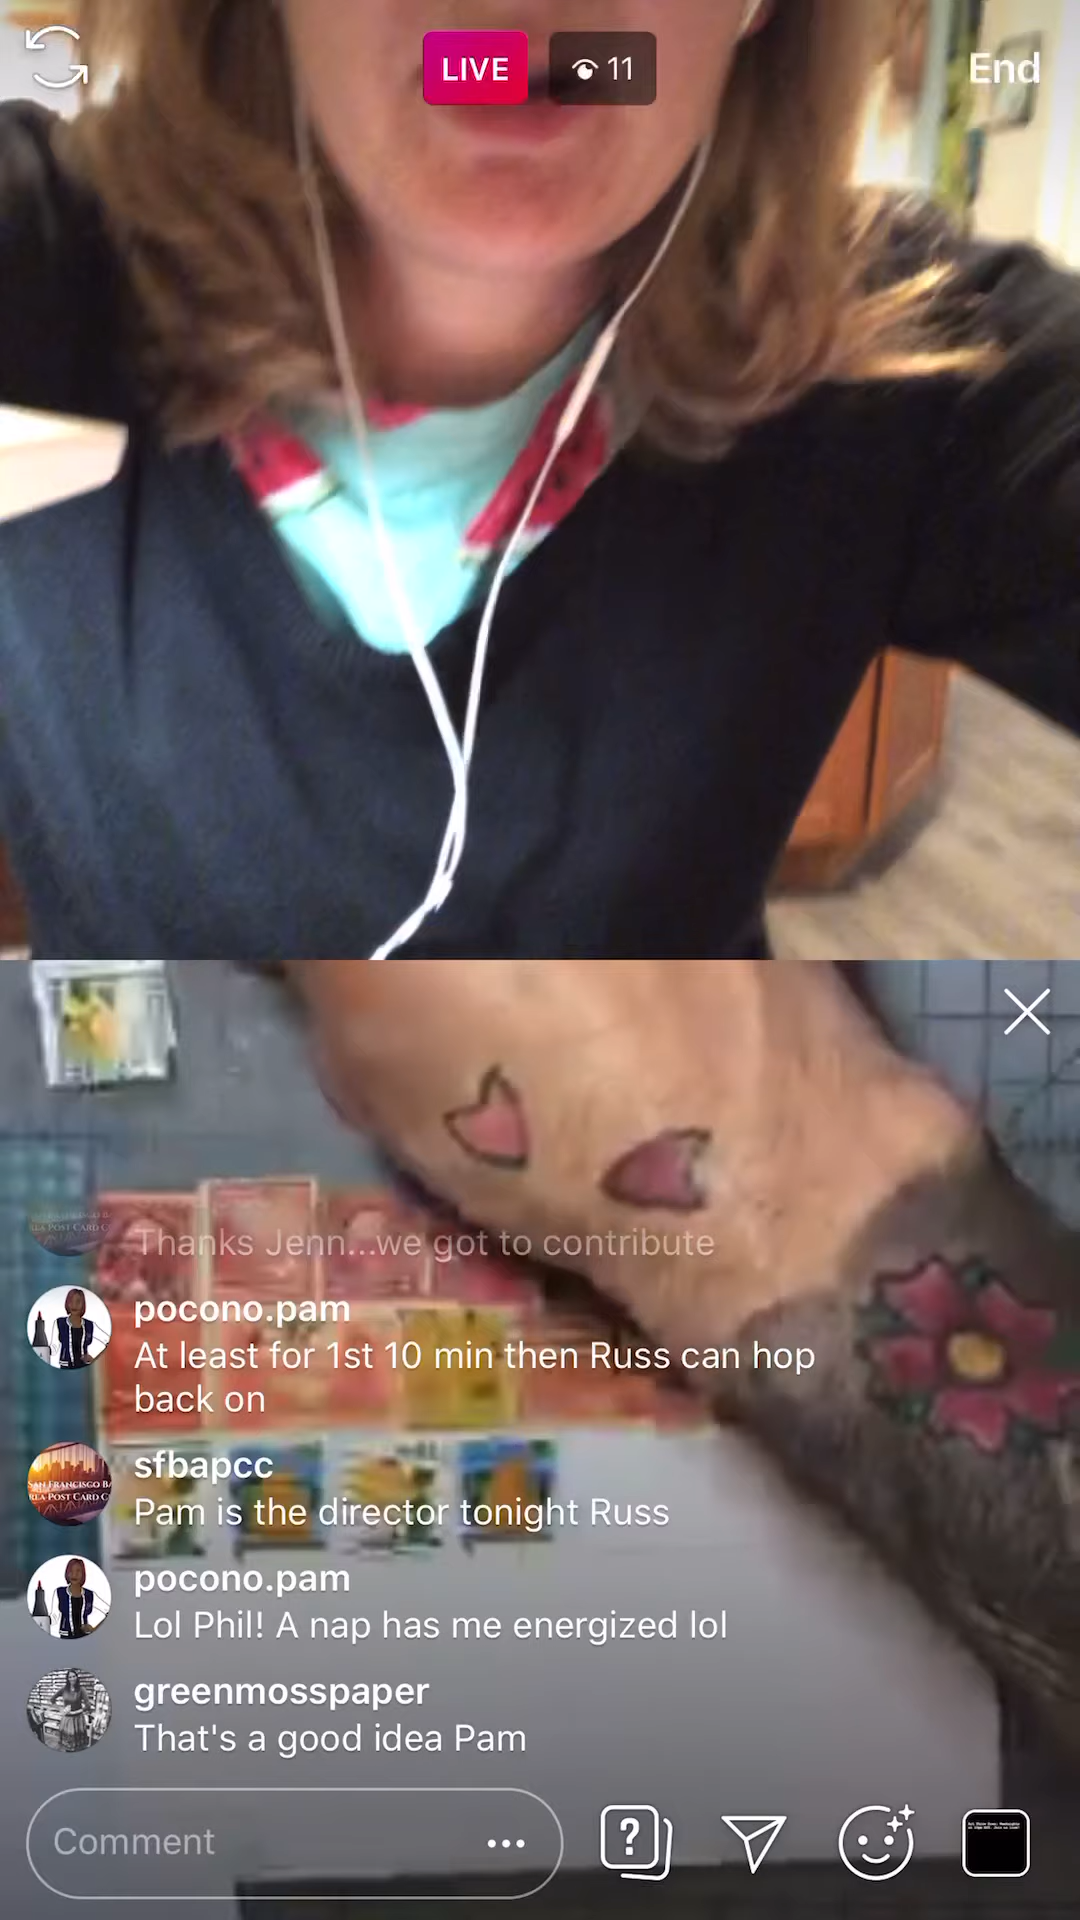 LIVE
11
End
Thanks Jenn...we got to contribute
pocono.pam
At least for 1st 10 min then Russ can hop
back on
sfbapcc
Pam is the director tonight Russ
pocono.pam
Lol Phil! A nap has me energized lol
greenmosspaper
That's a good idea Pam
Comment